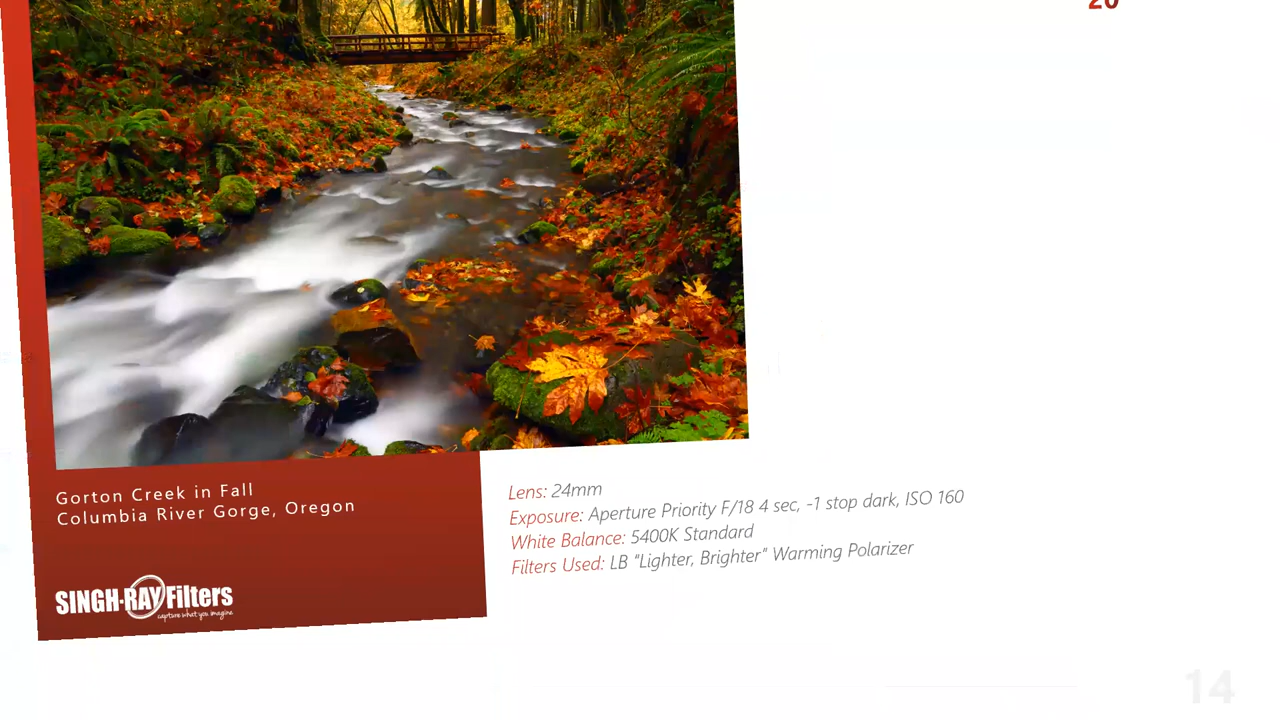 20
Gorton Creek in Fall
Columbia River Gorge, Oregon
Lens: 24mm
Exposure: Aperture Priority F/18 4 sec, -1 stop dark, ISO 160
White Balance: 5400K Standard
Filters Used: LB “Lighter, Brighter” Warming Polarizer
SINGH-RAY Filters
capture what you imagine
14